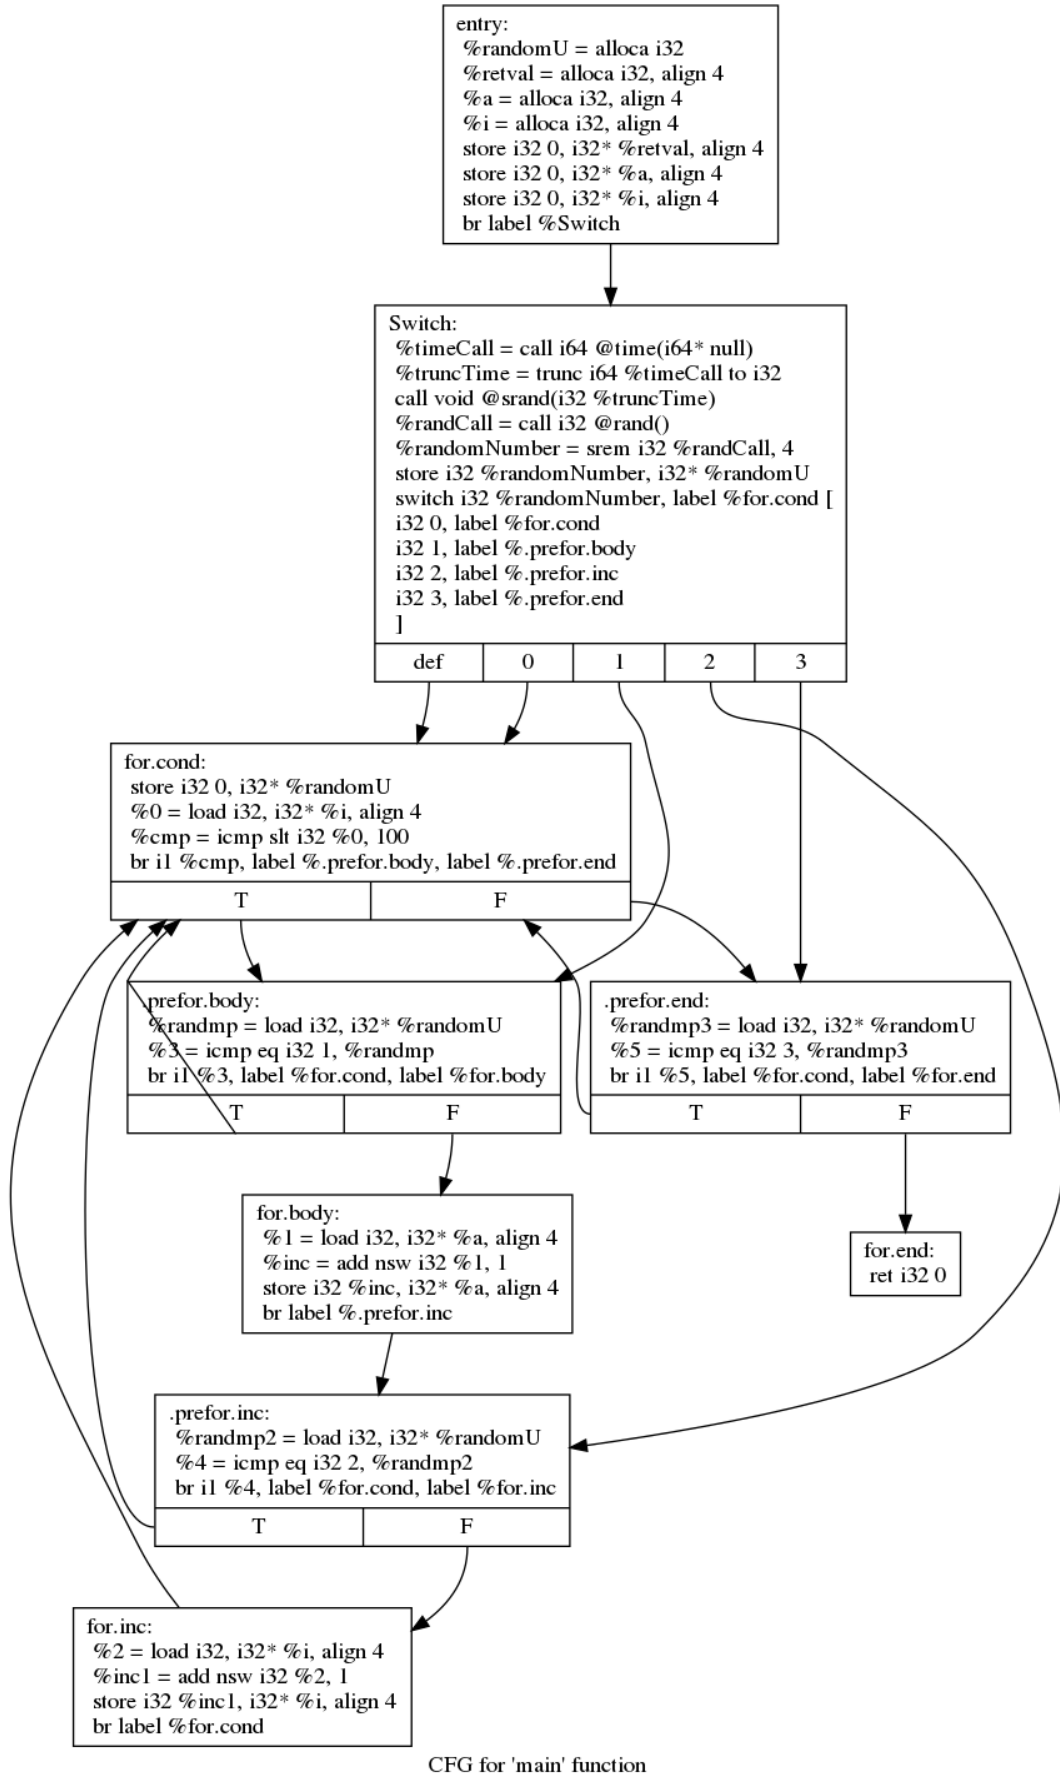 entry:
%randomU = alloca i32
%retval = alloca i32, align 4
%a = alloca i32, align 4
%i = alloca i32, align 4
store i32 0, i32* %retval, align 4
store i32 0, i32* %a, align 4
store i32 0, i32* %i, align 4
br label %Switch
Switch:
%timeCall = call i64 @time(i64* null)
%truncTime = trunc i64 %timeCall to i32
call void @srand(i32 %truncTime)
%randCall = call i32 @rand()
%randomNumber = srem i32 %randCall, 4
store i32 %randomNumber, i32* %randomU
switch i32 %randomNumber, label %for.cond [
i32 0, label %for.cond
i32 1, label %.prefor.body
i32 2, label %.prefor.inc
i32 3, label %.prefor.end
]
def 0 1 2 3
for.cond:
store i32 0, i32* %randomU
%0 = load i32, i32* %i, align 4
%cmp = icmp slt i32 %0, 100
br i1 %cmp, label %.prefor.body, label %.prefor.end
T F
.prefor.body:
%randmp = load i32, i32* %randomU
%3 = icmp eq i32 1, %randmp
br i1 %3, label %for.cond, label %for.body
T F
.prefor.end:
%randmp3 = load i32, i32* %randomU
%5 = icmp eq i32 3, %randmp3
br i1 %5, label %for.cond, label %for.end
T F
for.body:
%1 = load i32, i32* %a, align 4
%inc = add nsw i32 %1, 1
store i32 %inc, i32* %a, align 4
br label %.prefor.inc
for.end:
ret i32 0
.prefor.inc:
%randmp2 = load i32, i32* %randomU
%4 = icmp eq i32 2, %randmp2
br i1 %4, label %for.cond, label %for.inc
T F
for.inc:
%2 = load i32, i32* %i, align 4
%inc1 = add nsw i32 %2, 1
store i32 %inc1, i32* %i, align 4
br label %for.cond
CFG for 'main' function